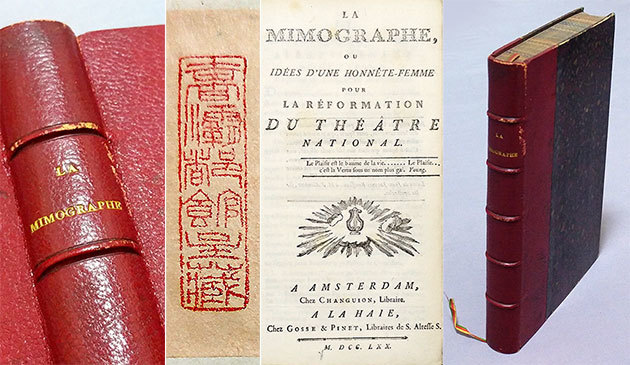 LA
MIMOGRAPHE
LA
MIMOGRAPHE,
OU
IDÉES D'UNE HONNÊTE-FEMME
POUR
LA RÉFORMATION
DU THÉÂTRE
NATIONAL.
Le Plaisir est le baume de la vie....... Le Plaisir...
c'est la Vertu sous un nom plus gai. Young.
A AMSTERDAM,
Chez CHANGUION, Libraire.
A LA HAIE,
Chez GOSSE & PINET, Libraires de S. Altesse S.
M. DCC. LXX.
LA
MIMOGRAPHE